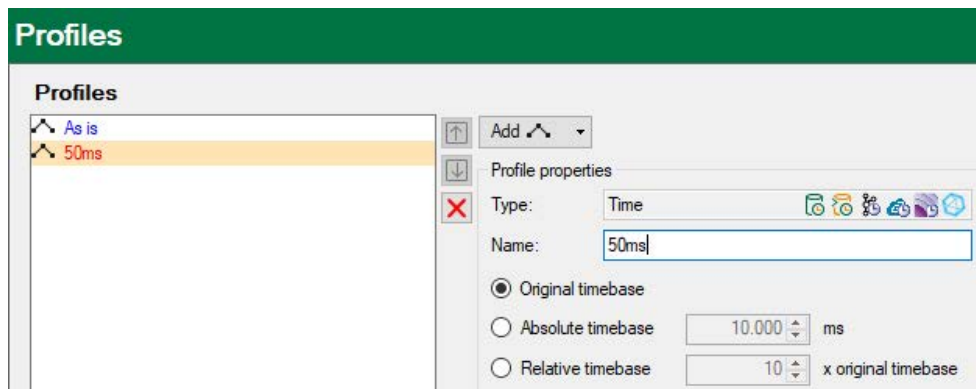 Profiles
Profiles
As is
50ms
Add
Profile properties
Type: Time
Name: 50ms
Original timebase
Absolute timebase 10.000 ms
Relative timebase 10 x original timebase